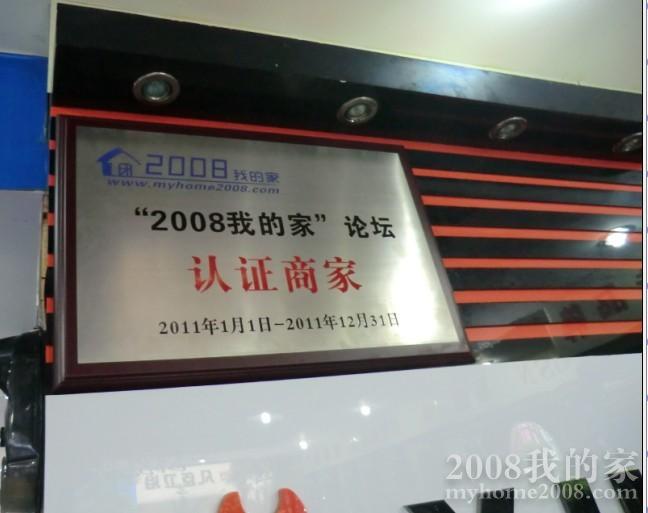 团 2008我的家
www.myhome2008.com
“2008我的家”论坛
认证商家
2011年1月1日-2011年12月31日
2008我的家
myhome2008.com